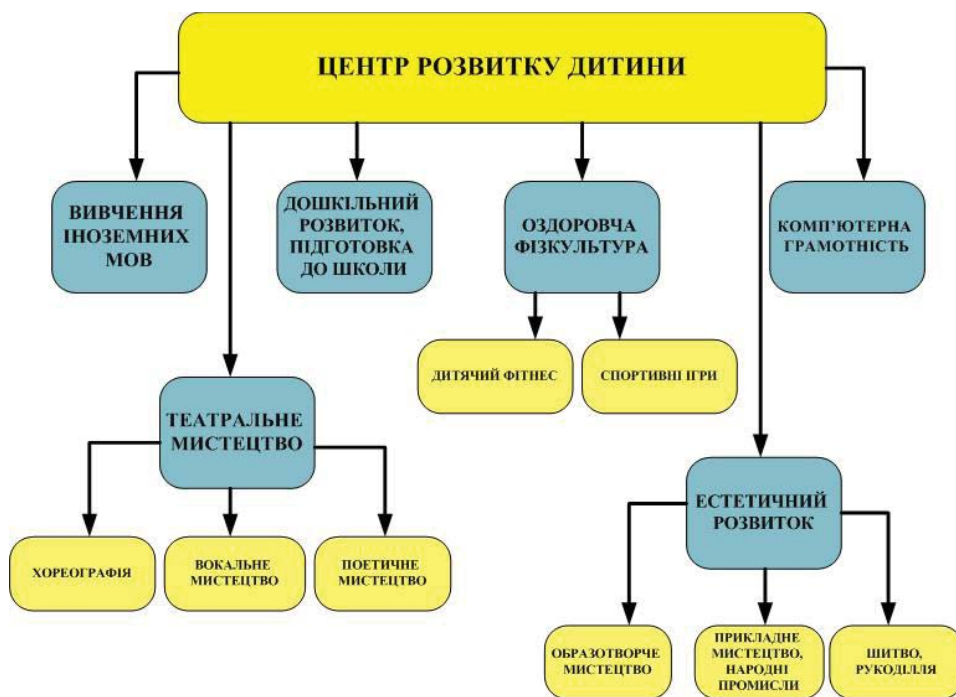 ЦЕНТР РОЗВИТКУ ДИТИНИ
ВИВЧЕННЯ
ІНОЗЕМНИХ
МОВ
ДОШКІЛЬНИЙ
РОЗВИТОК,
ПІДГОТОВКА
ДО ШКОЛИ
ОЗДОРОВЧА
ФІЗКУЛЬТУРА
КОМП’ЮТЕРНА
ГРАМОТНІСТЬ
ДИТЯЧИЙ ФІТНЕС
СПОРТИВНІ ІГРИ
ТЕАТРАЛЬНЕ
МИСТЕЦТВО
ЕСТЕТИЧНИЙ
РОЗВИТОК
ХОРЕОГРАФІЯ
ВОКАЛЬНЕ
МИСТЕЦТВО
ПОЕТИЧНЕ
МИСТЕЦТВО
ОБРАЗОТВОРЧЕ
МИСТЕЦТВО
ПРИКЛАДНЕ
МИСТЕЦТВО,
НАРОДНІ
ПРОМИСЛИ
ШИТВО,
РУКОДІЛЛЯ